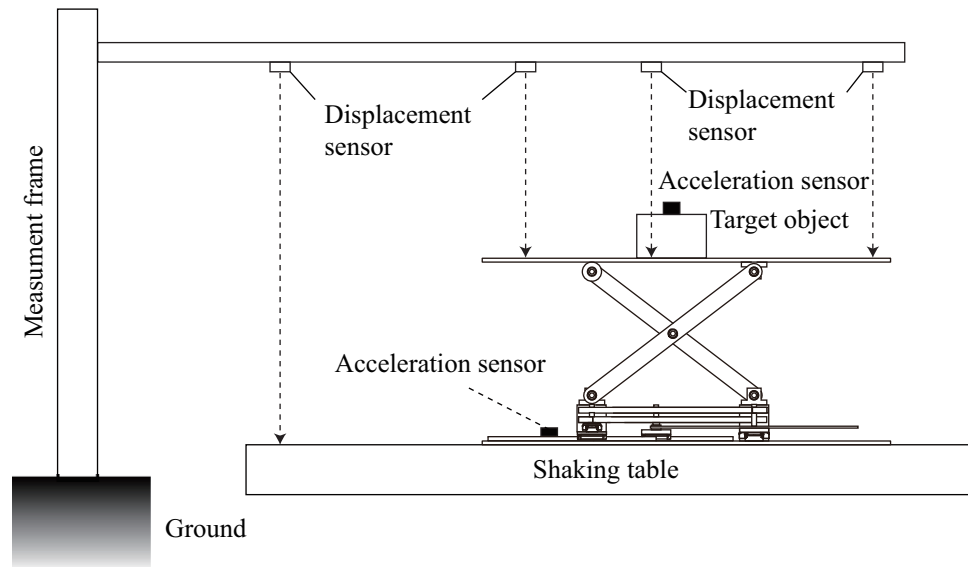 Displacement
sensor
Displacement
sensor
Measument frame
Acceleration sensor
Target object
Acceleration sensor
Shaking table
Ground